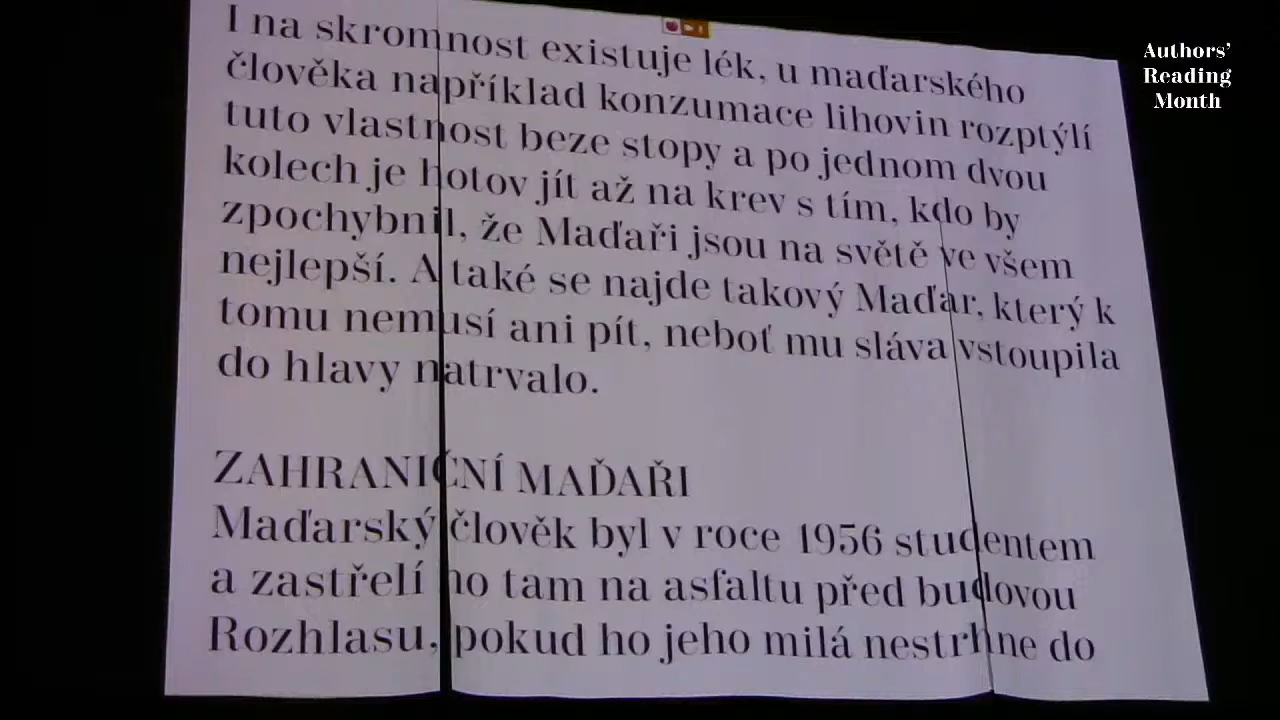 I na skromnost existuje lék, u maďarského
člověka například konzumace lihovin rozptýlí
tuto vlastnost beze stopy a po jednom dvou
kolech je hotov jít až na krev s tím, kdo by
zpochybnil, že Maďaři jsou na světě ve všem
nejlepší. A také se najde takový Maďar, který k
tomu nemusí ani pít, neboť mu sláva vstoupila
do hlavy natrvalo.
ZAHRANIČNÍ MAĎAŘI
Maďarský člověk byl v roce 1956 studentem
a zastřelí ho tam na asfaltu před budovou
Rozhlasu, pokud ho jeho milá nestrhne do
Authors'
Reading
Month